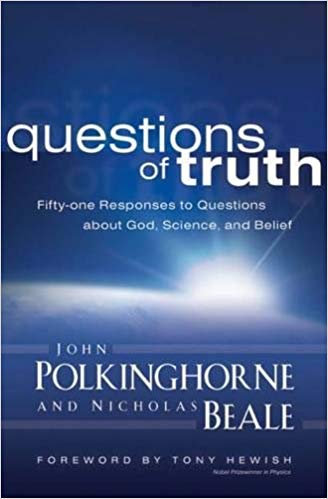 stions
questions
of truth
Fifty-one Responses to Questions
about God, Science, and Belief
JOHN
POLKINGHORNE
AND NICHOLAS BEALE
FOREWORD BY TONY HEWISH
Nobel Prizewinner in Physics